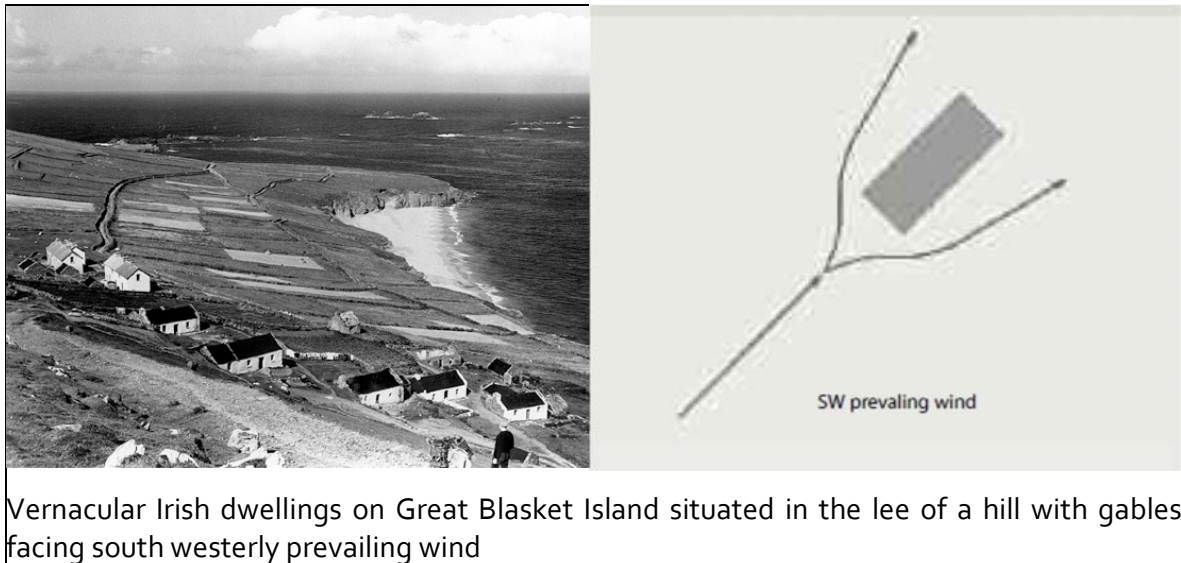 SW prevaling wind
Vernacular Irish dwellings on Great Blasket Island situated in the lee of a hill with gables
facing south westerly prevailing wind